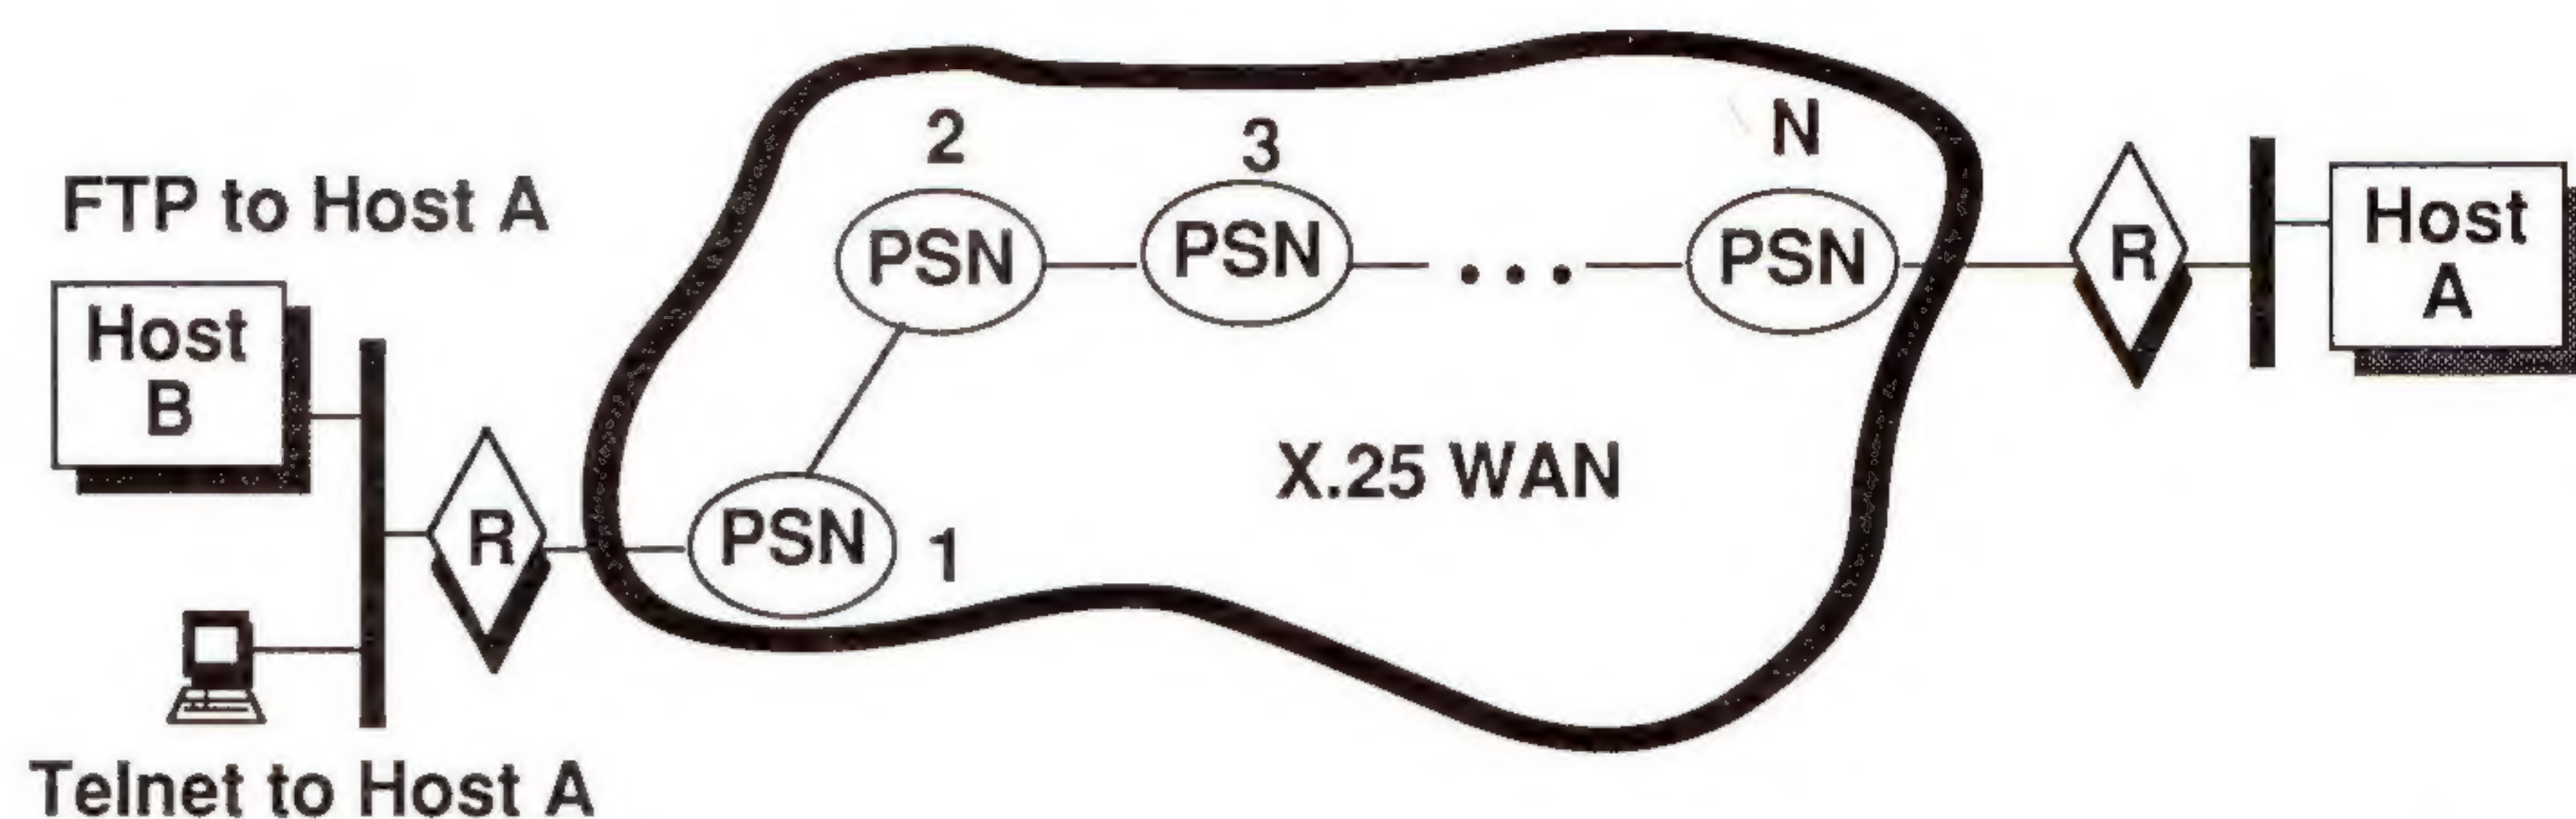 FTP to Host A
Host
B
R
Telnet to Host A
2
3
N
PSN
PSN
...
PSN
PSN
1
X.25 WAN
R
Host
A